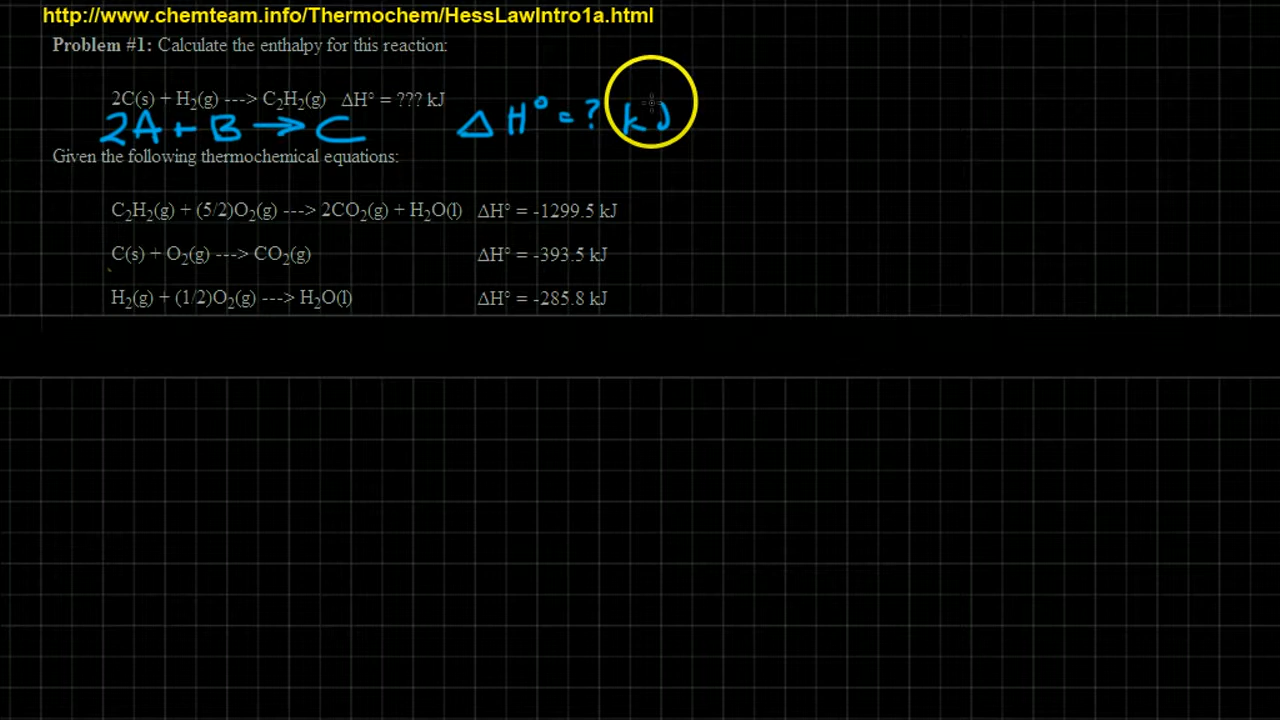 http://www.chemteam.info/Thermochem/HessLawIntro1a.html
Problem #1: Calculate the enthalpy for this reaction:
2C(s) + H₂(g) ---> C₂H₂(g) ΔH° = ??? kJ
2A + B → C ΔH° = ? kJ
Given the following thermochemical equations:
C₂H₂(g) + (5/2)O₂(g) ---> 2CO₂(g) + H₂O(l) ΔH° = -1299.5 kJ
C(s) + O₂(g) ---> CO₂(g) ΔH° = -393.5 kJ
H₂(g) + (1/2)O₂(g) ---> H₂O(l) ΔH° = -285.8 kJ